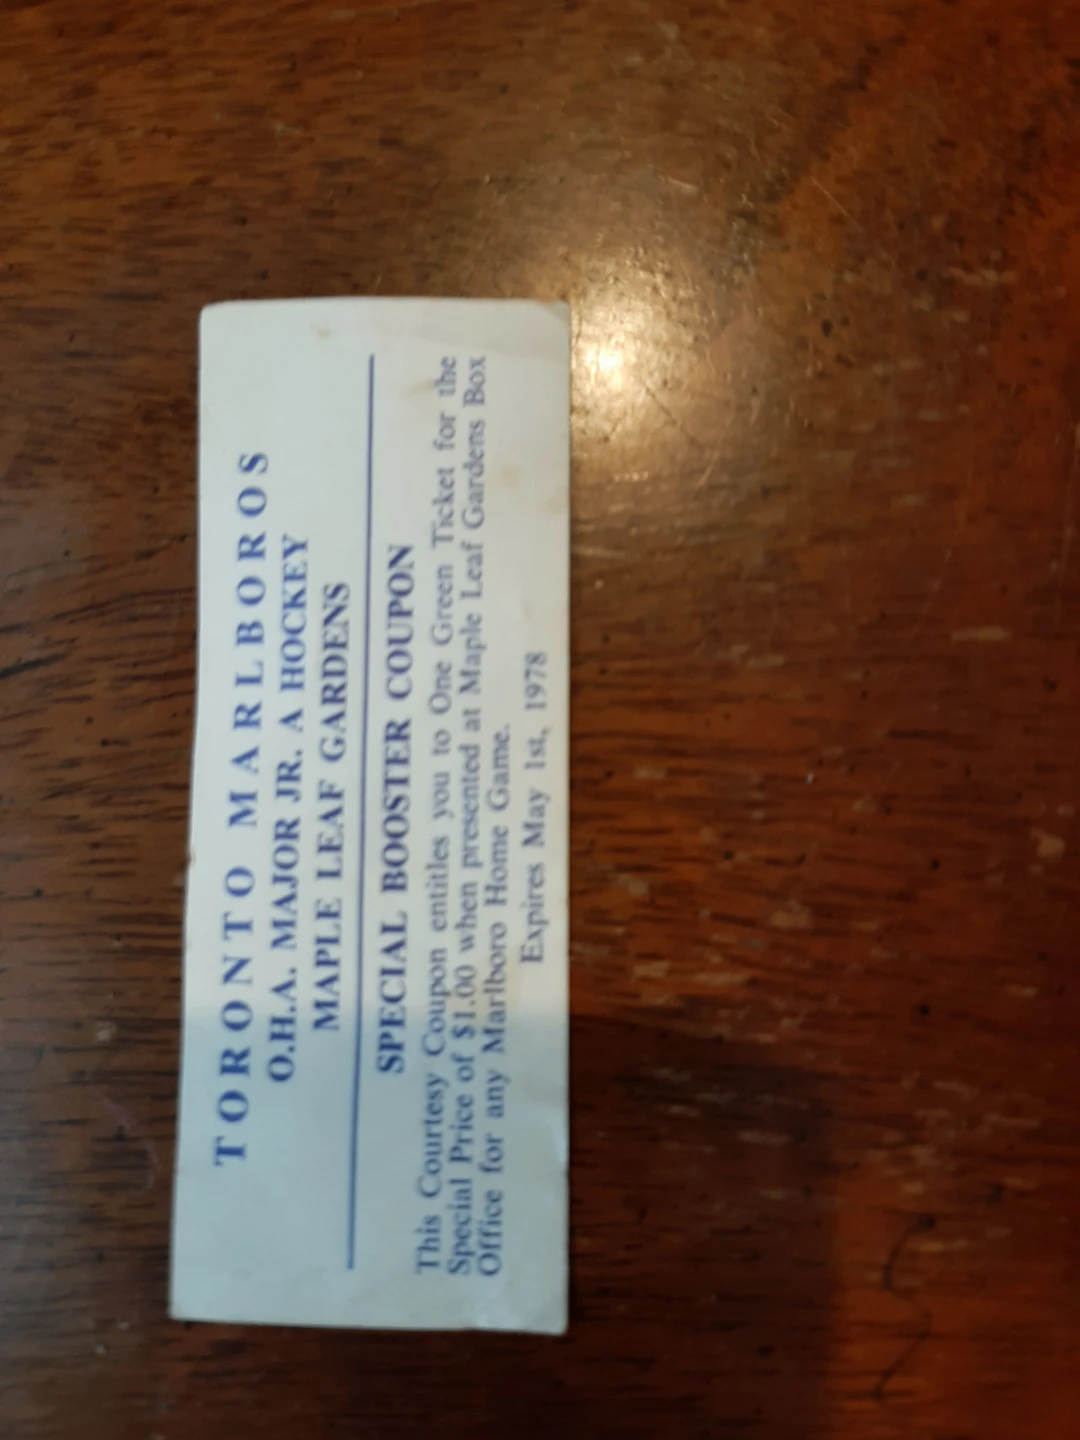 TORONTO MARLBOROS
O.H.A. MAJOR JR. A HOCKEY
MAPLE LEAF GARDENS
SPECIAL BOOSTER COUPON
This Courtesy Coupon entitles you to One Green Ticket for the
Special Price of $1.00 when presented at Maple Leaf Gardens Box
Office for any Marlboro Home Game.
Expires May 1st, 1978